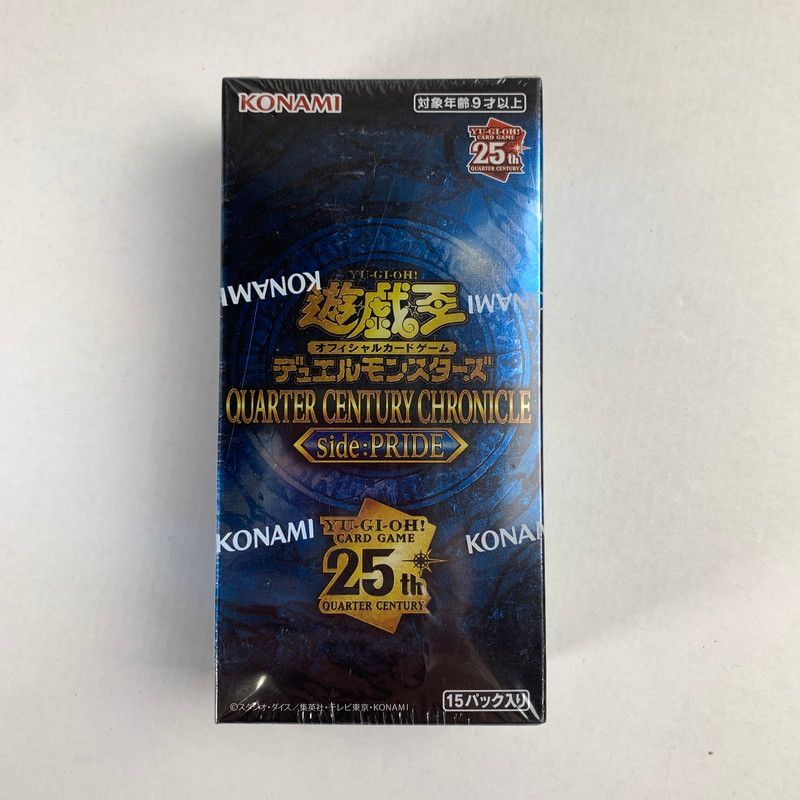 KONAMI
対象年齢9才以上
YU-GI-OH!
CARD GAME
25th
QUARTER CENTURY
YU-GI-OH!
KONAMI
遊☆戯☆王
KONAMI
オフィシャルカードゲーム
デュエルモンスターズ
QUARTER CENTURY CHRONICLE
side:PRIDE
KONAMI
YU-GI-OH!
CARD GAME
25th
QUARTER CENTURY
KONAM
©スタジオ・ダイス／集英社・テレビ東京・KONAMI
15パック入り